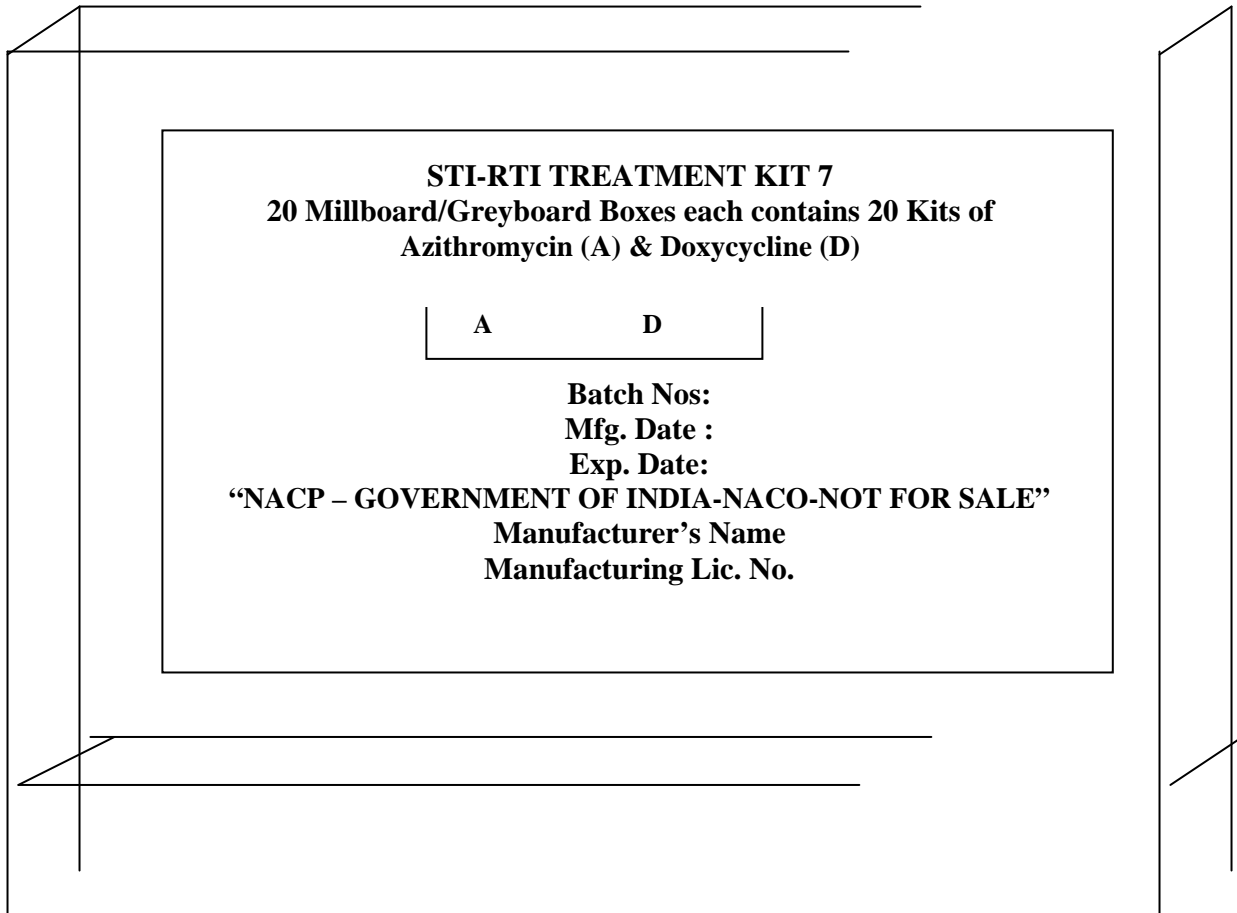 STI-RTI TREATMENT KIT 7
20 Millboard/Greyboard Boxes each contains 20 Kits of
Azithromycin (A) & Doxycycline (D)
A D
Batch Nos:
Mfg. Date :
Exp. Date:
“NACP – GOVERNMENT OF INDIA-NACO-NOT FOR SALE”
Manufacturer’s Name
Manufacturing Lic. No.